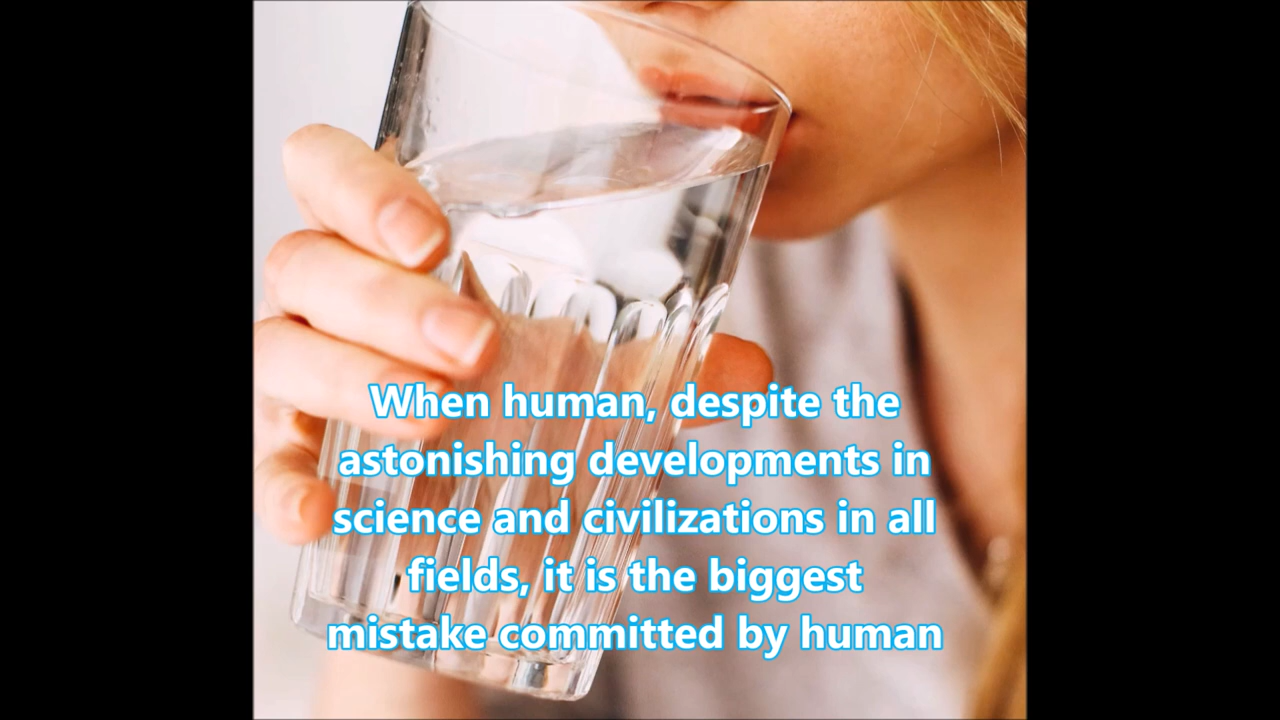 When human, despite the
astonishing developments in
science and civilizations in all
fields, it is the biggest
mistake committed by human